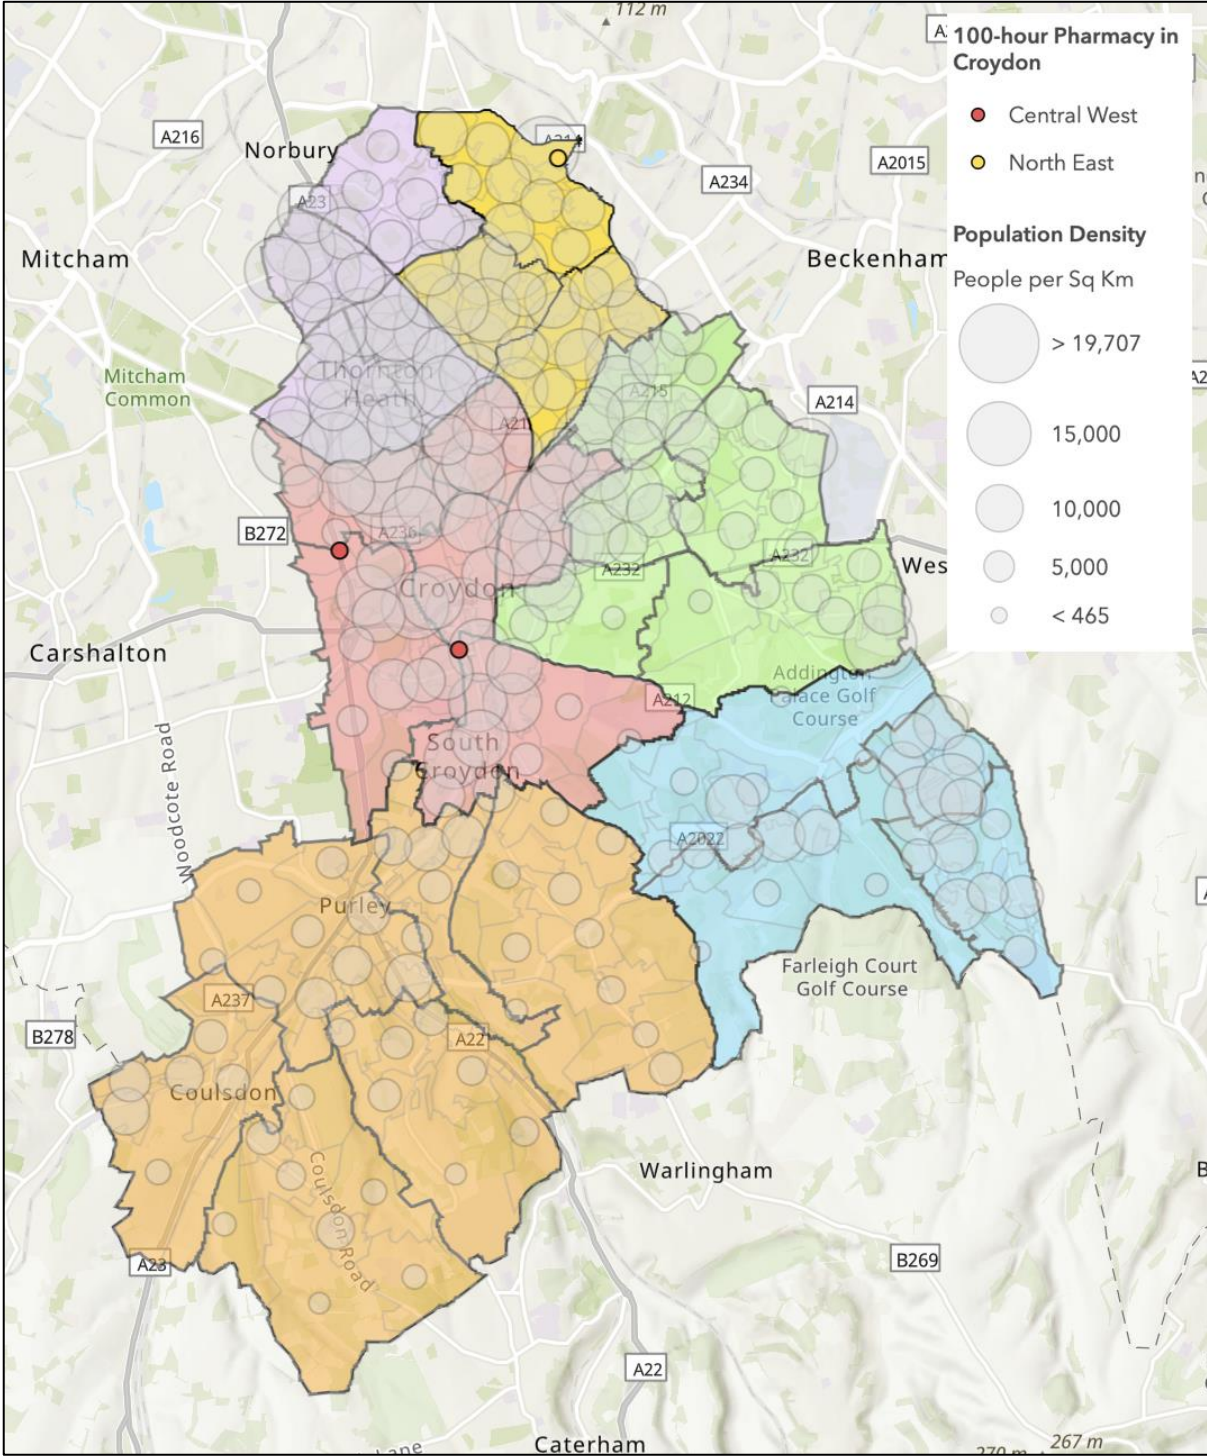 112 m
100-hour Pharmacy in
Croydon
Central West
North East
Population Density
People per Sq Km
> 19,707
15,000
10,000
5,000
< 465
A216
Norbury
A214
A234
A2015
A23
Mitcham
Beckenham
Mitcham
Common
Thornton
Heath
A215
A214
A21
B272
A236
A232
A232
Wes
Croydon
Carshalton
Addington
Palace Golf
Course
A212
South
Croydon
Woodcote Road
A2022
Purley
Farleigh Court
Golf Course
A237
B278
A22
Coulsdon
Coulsdon Road
Warlingham
A23
B269
A22
Caterham
Lane
267 m